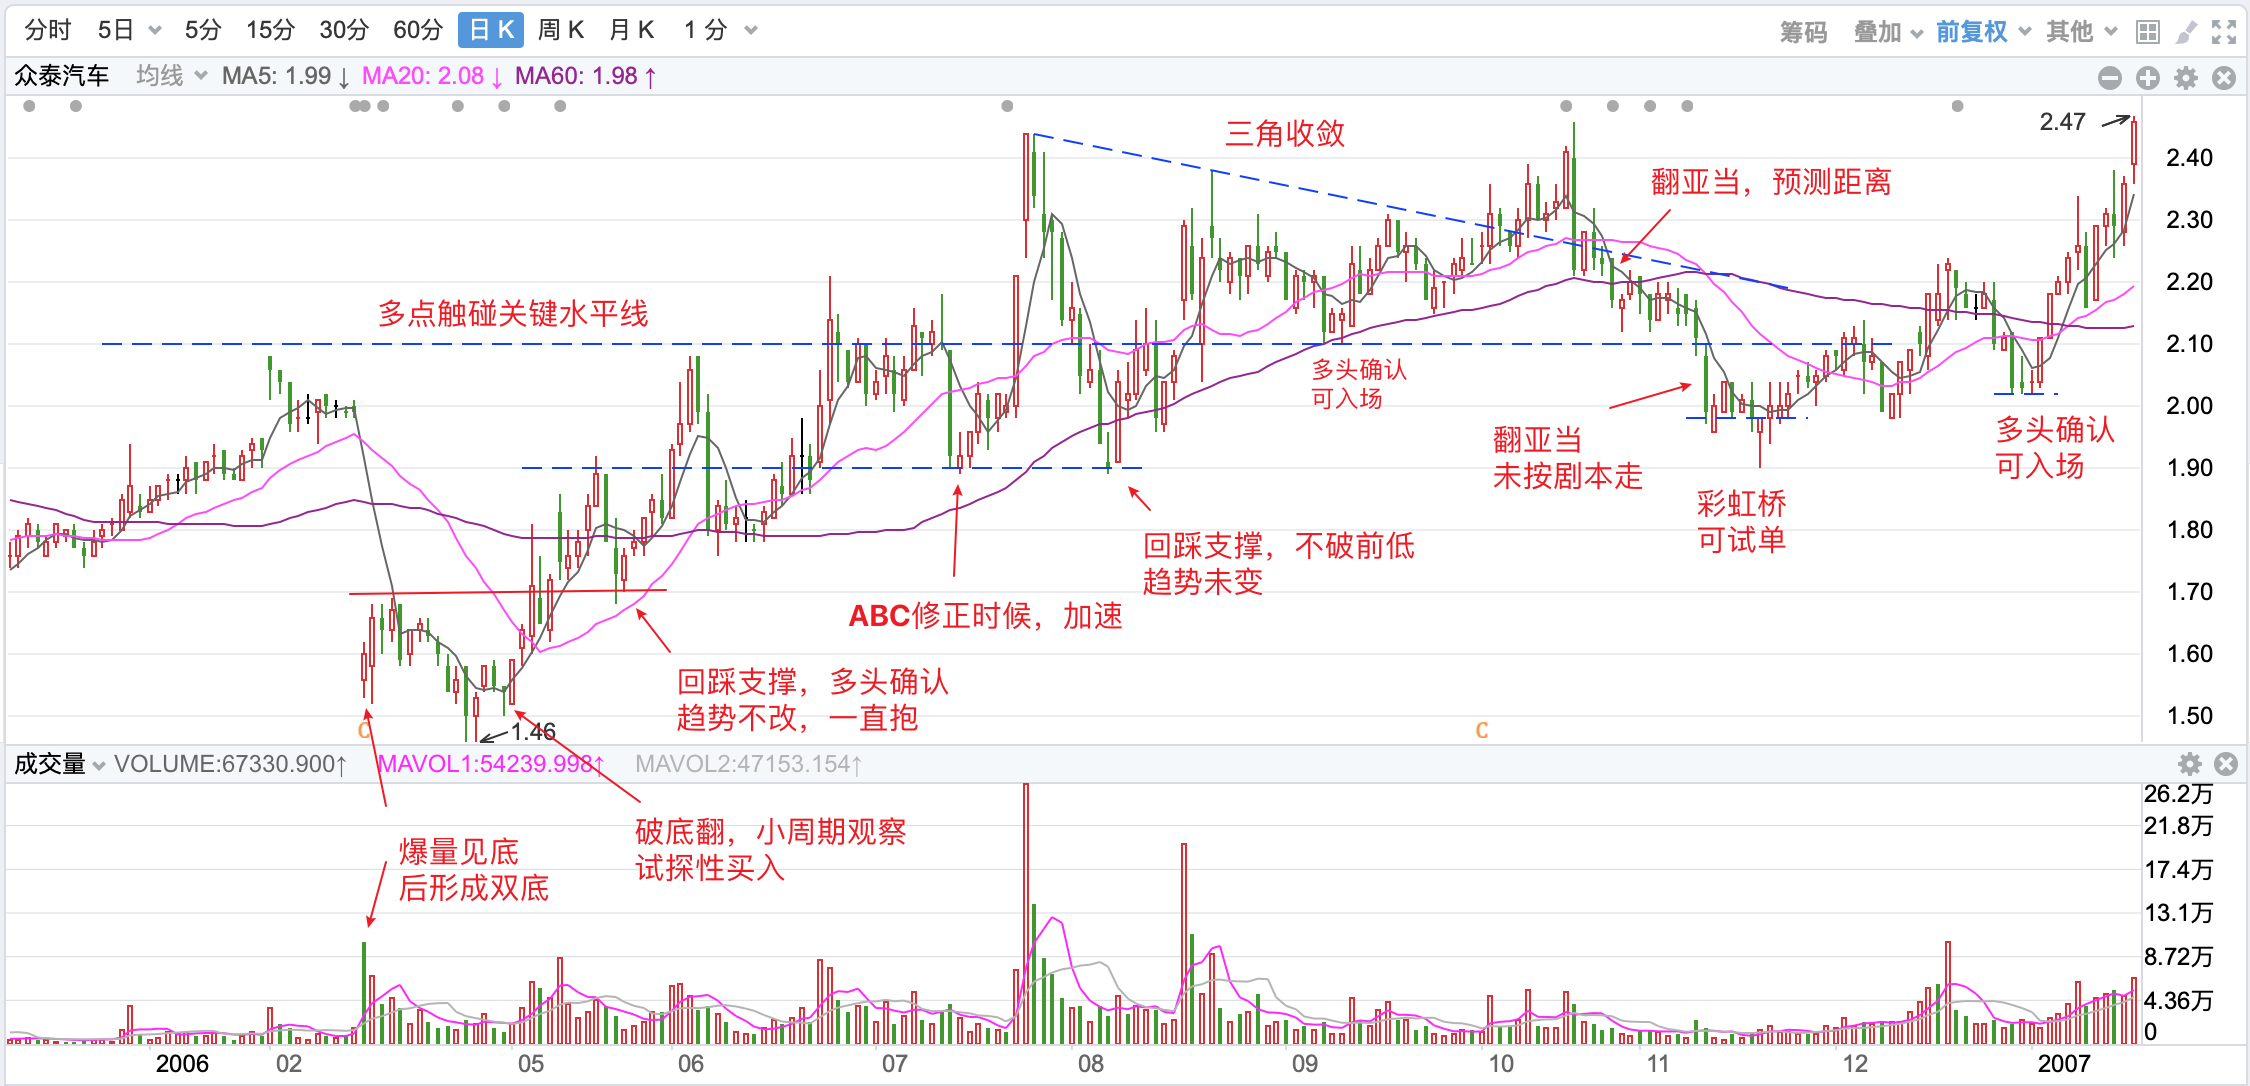 分时 5日 5分 15分 30分 60分 日K 周K 月K 1分 筹码 叠加 前复权 其他
众泰汽车 均线 MA5: 1.99↓ MA20: 2.08↓ MA60: 1.98↑
2.47
三角收敛
2.40
翻亚当，预测距离
2.30
2.20
多点触碰关键水平线
2.10
多头确认
可入场
2.00
多头确认
可入场
翻亚当
未按剧本走
1.90
彩虹桥
可试单
1.80
回踩支撑，不破前低
趋势未变
1.70
ABC修正时候，加速
1.60
回踩支撑，多头确认
趋势不改，一直抱
1.50
C
1.46
C
成交量 VOLUME:67330.900↑ MAVOL1:54239.998↑ MAVOL2:47153.154↑
26.2万
21.8万
破底翻，小周期观察
试探性买入
爆量见底
后形成双底
17.4万
13.1万
8.72万
4.36万
0
2006 02 05 06 07 08 09 10 11 12 2007